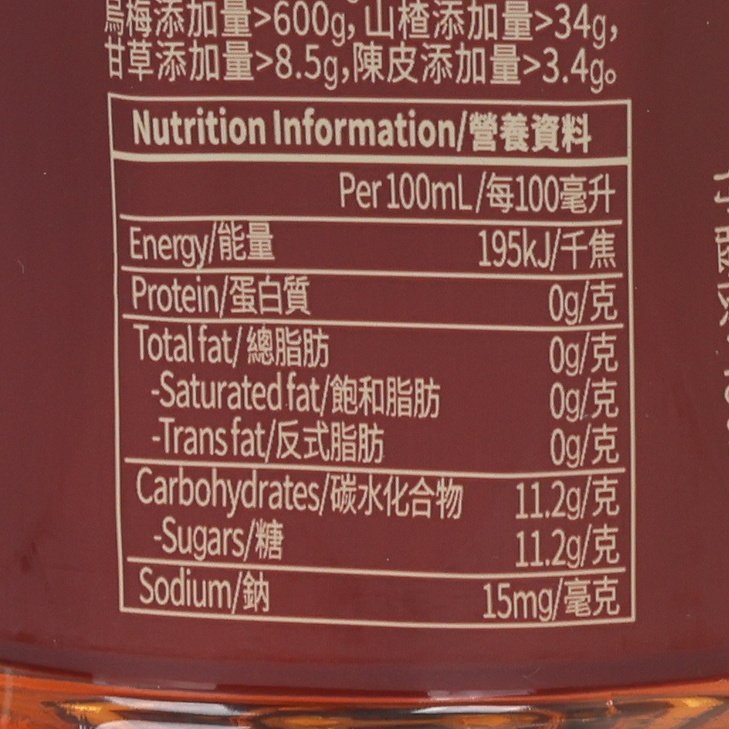 烏梅添加量>600g, 山楂添加量>34g,
甘草添加量>8.5g,陳皮添加量>3.4g。
Nutrition Information/營養資料
Per 100mL/每100毫升
Energy/能量 195kJ/千焦
Protein/蛋白質 0g/克
Total fat/總脂肪 0g/克
-Saturated fat/飽和脂肪 0g/克
-Trans fat/反式脂肪 0g/克
Carbohydrates/碳水化合物 11.2g/克
-Sugars/糖 11.2g/克
Sodium/鈉 15mg/毫克